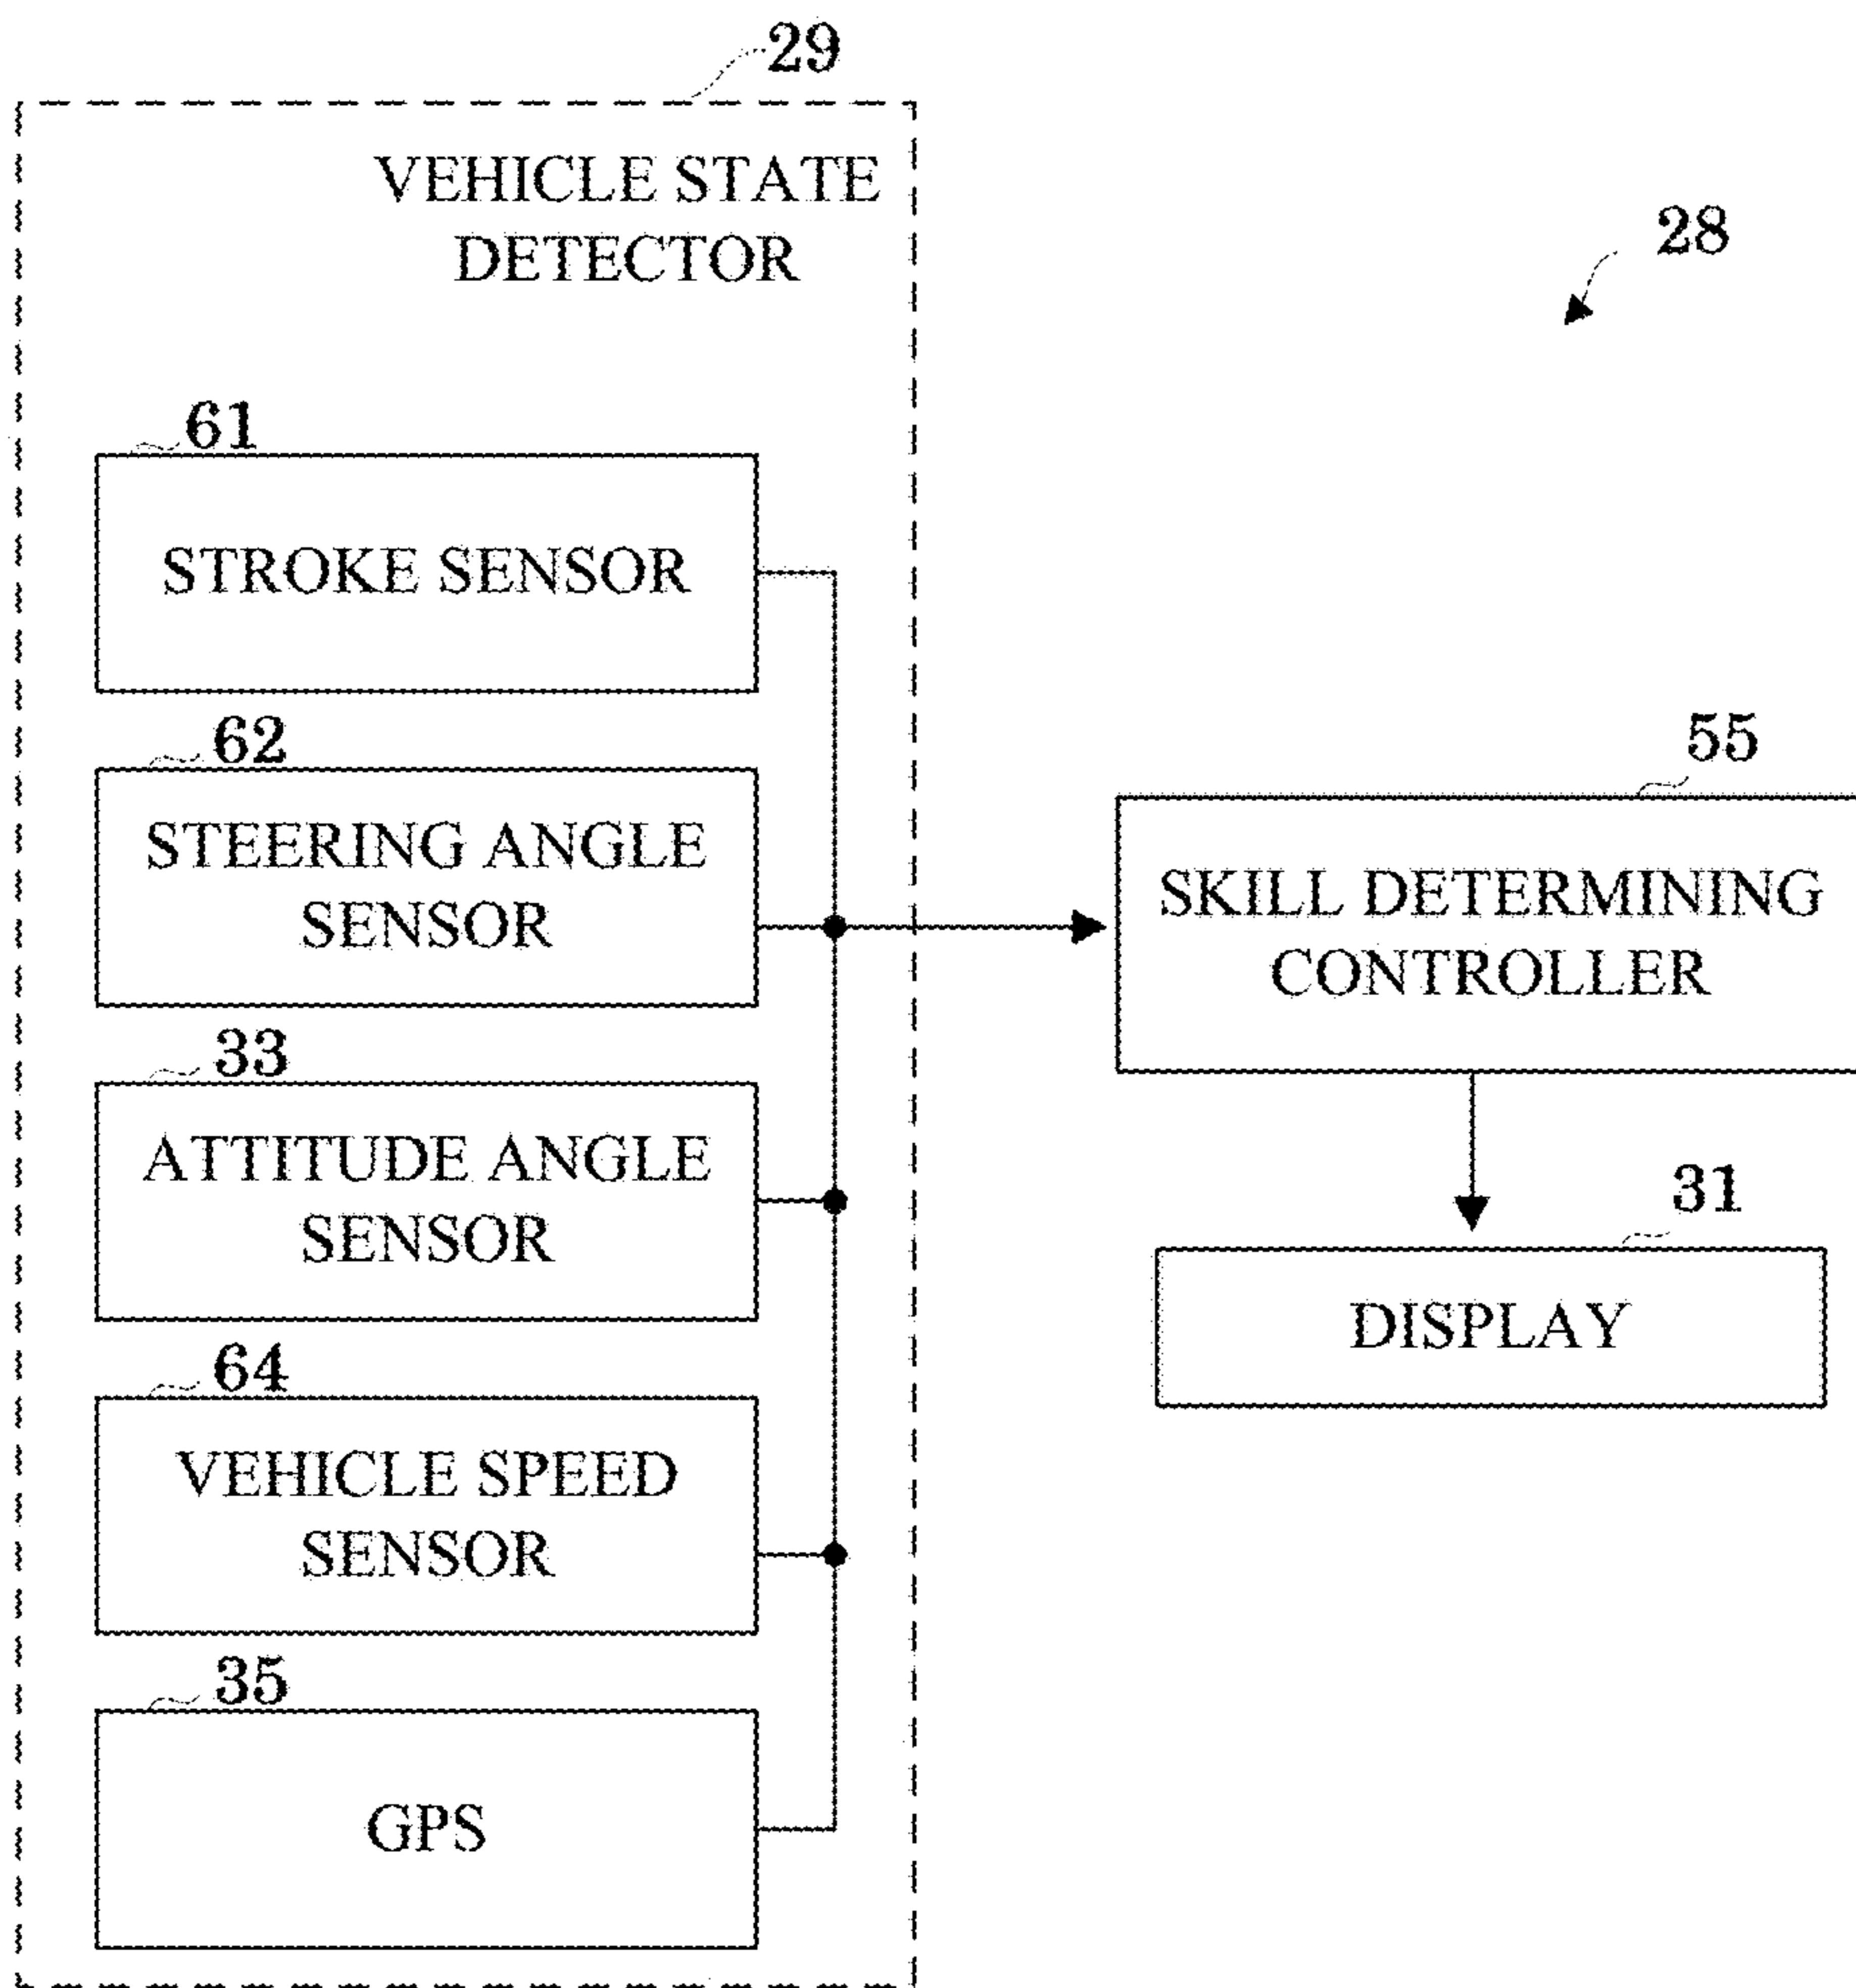 29
VEHICLE STATE
DETECTOR
28
61
STROKE SENSOR
62
STEERING ANGLE
SENSOR
55
SKILL DETERMINING
CONTROLLER
33
ATTITUDE ANGLE
SENSOR
31
DISPLAY
64
VEHICLE SPEED
SENSOR
35
GPS